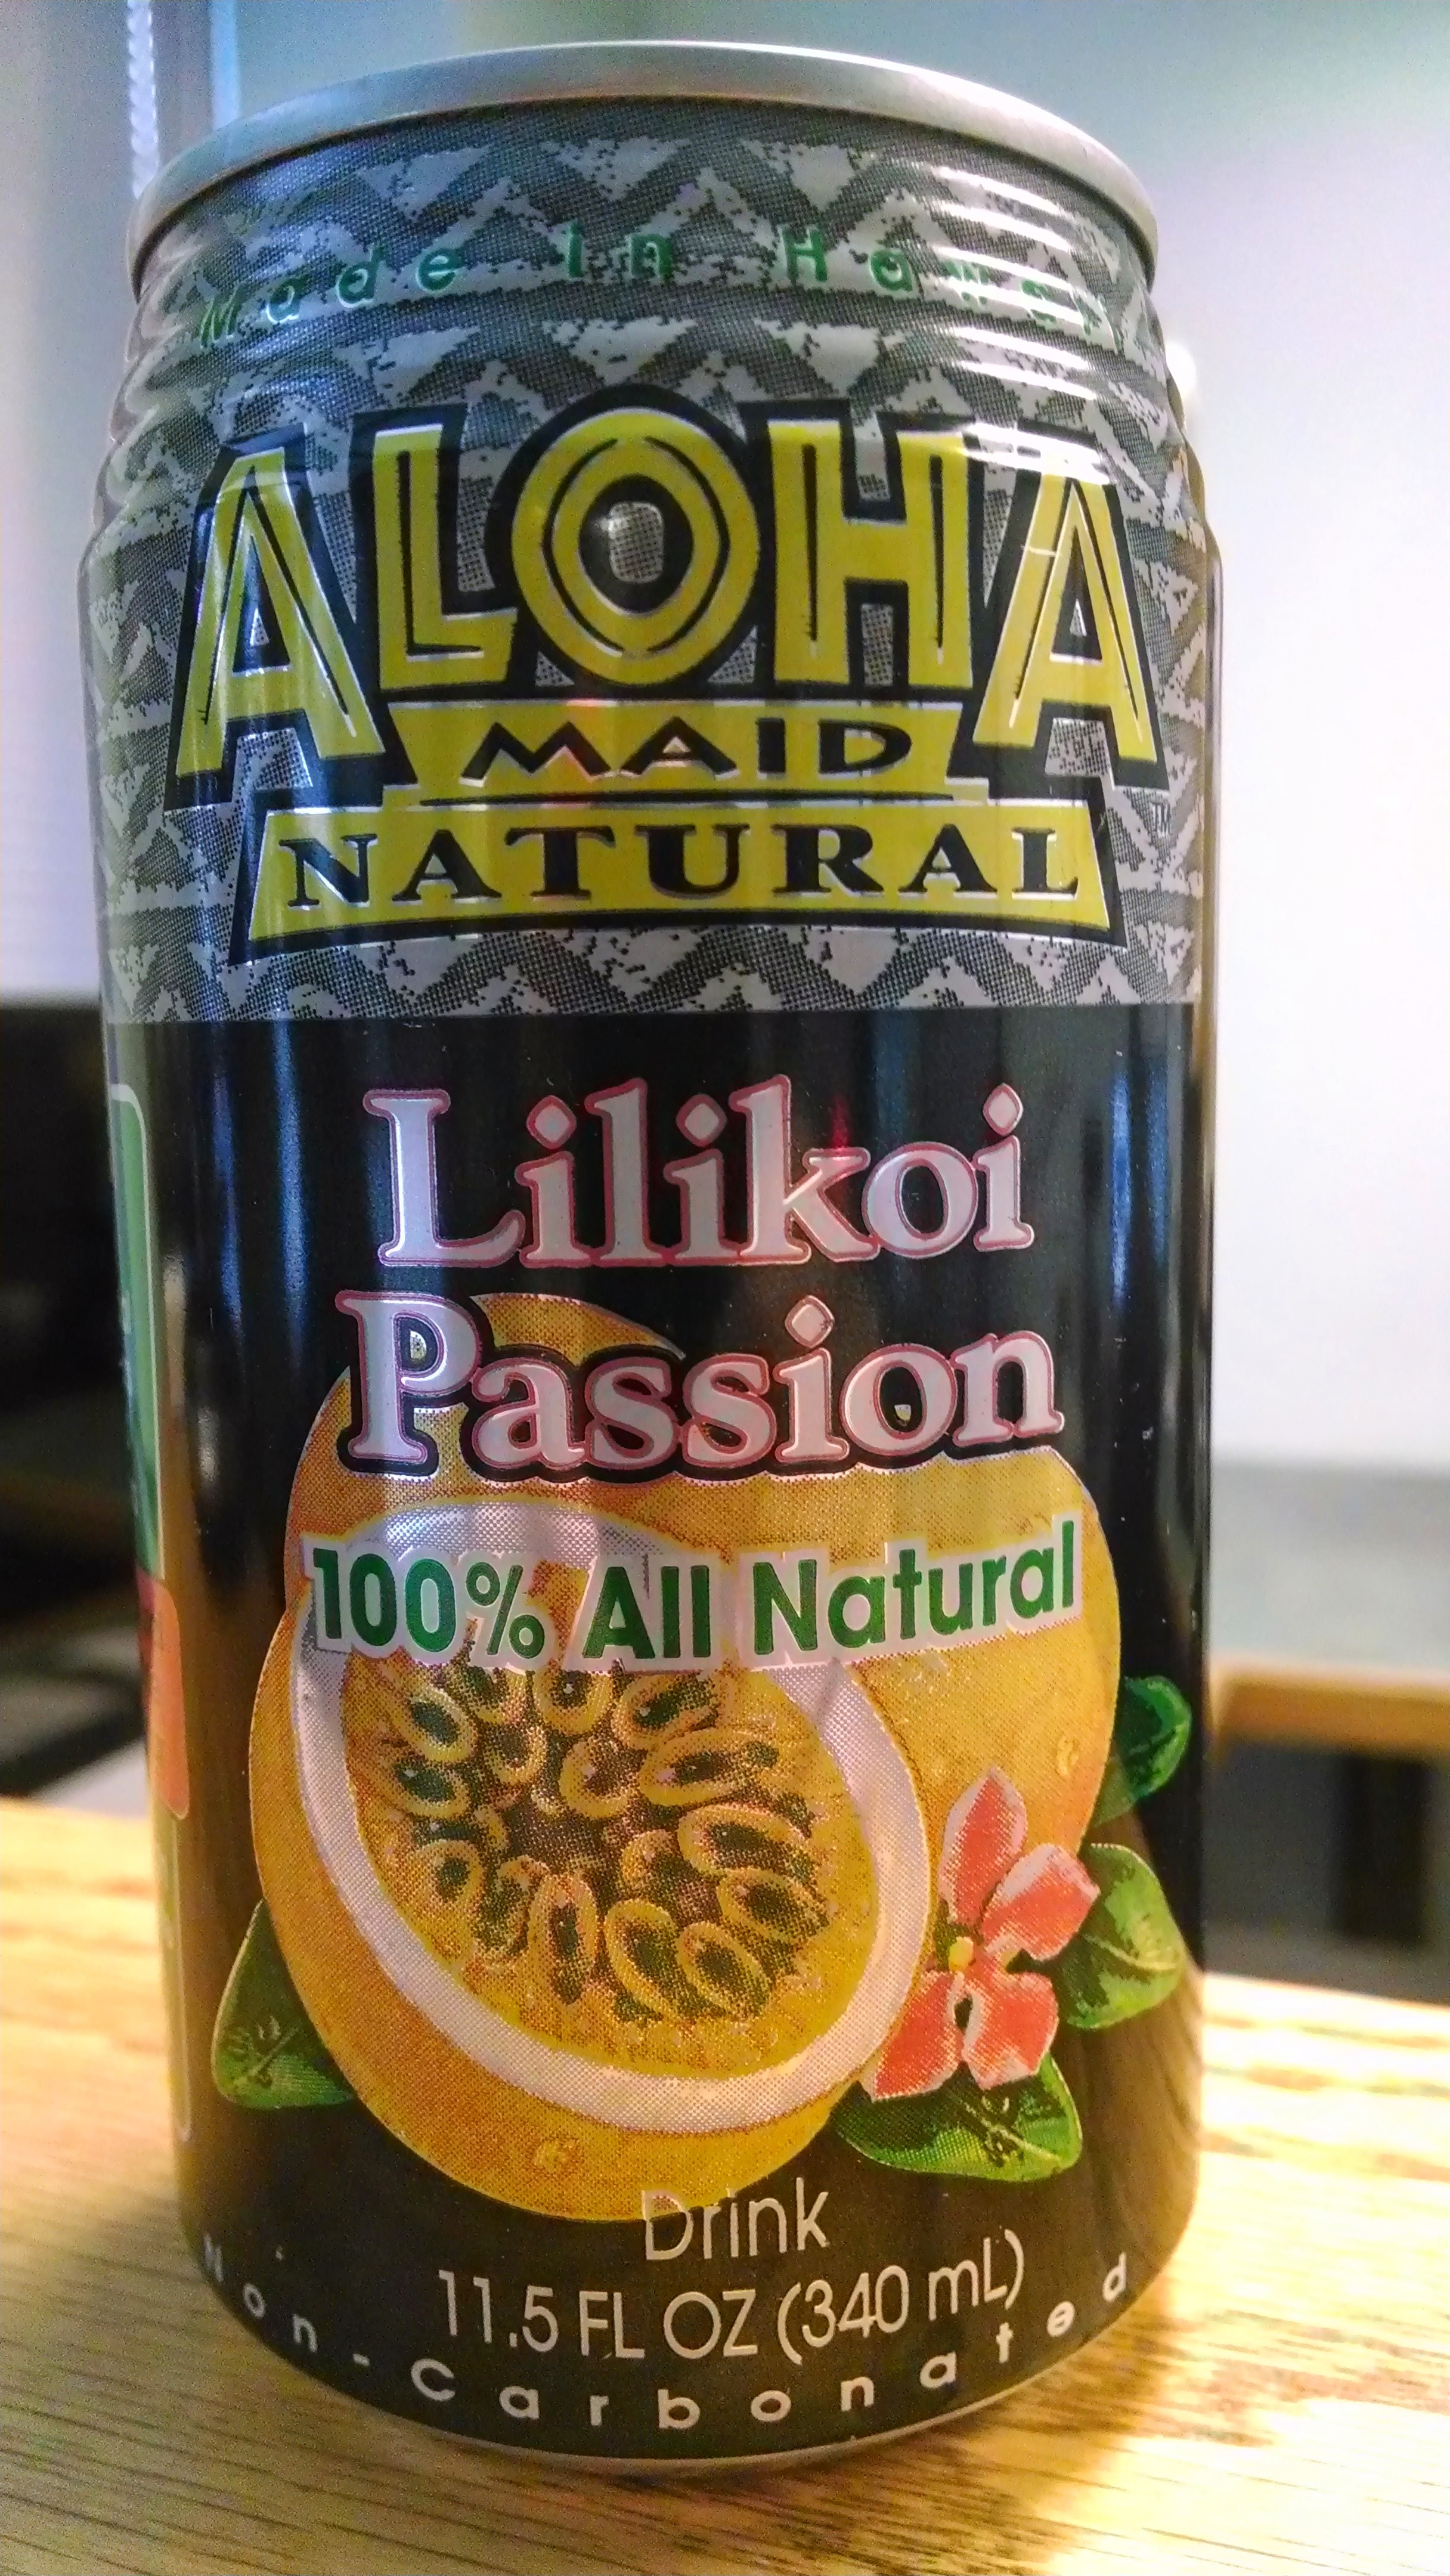 Made in Hawaii
ALOHA
MAID
NATURAL
TM
Lilikoi
Passion
100% All Natural
Drink
11.5 FL OZ (340 mL)
Non-Carbonated